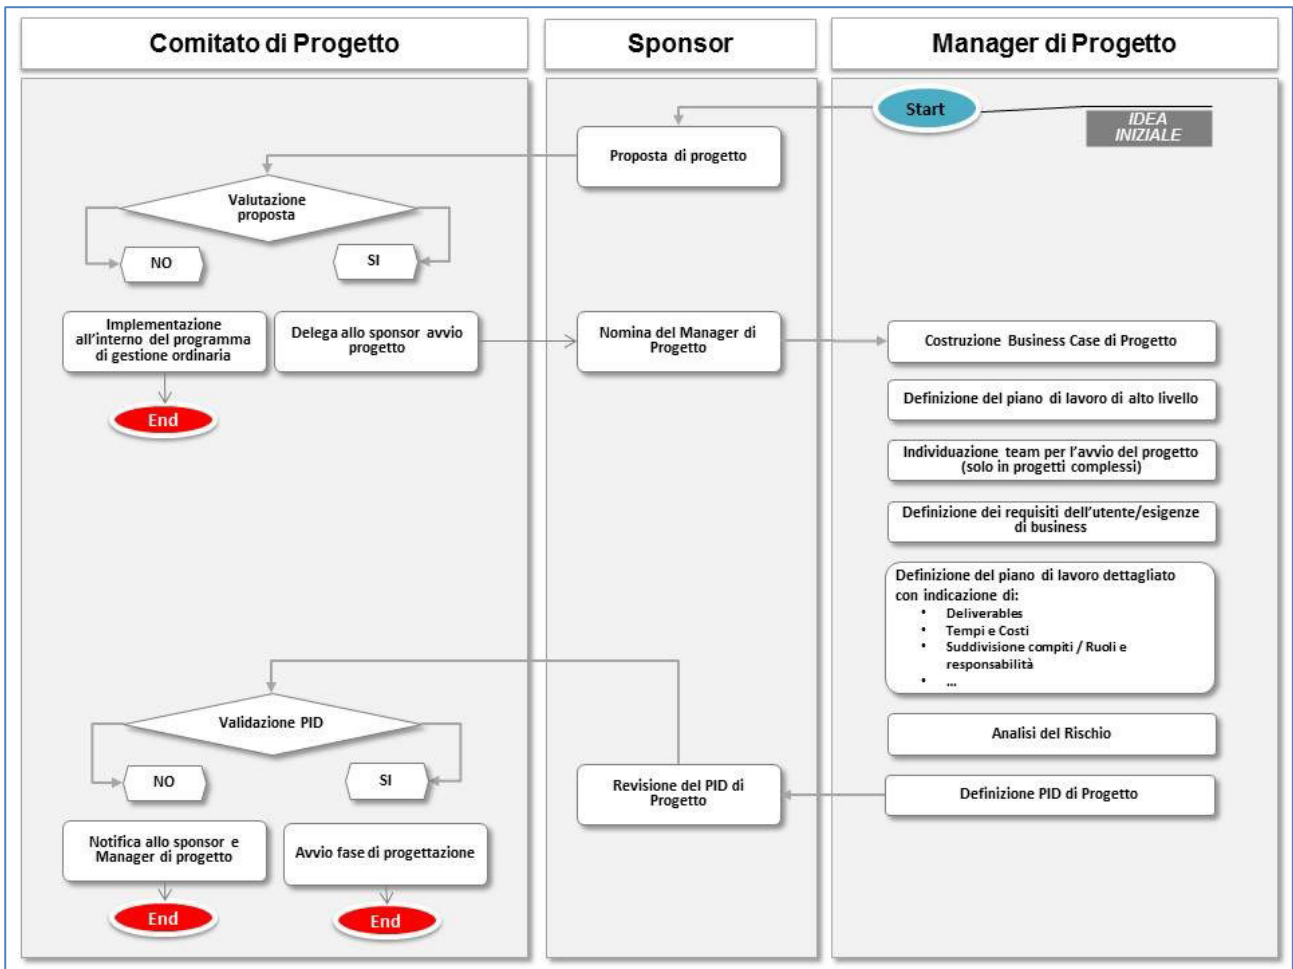 Comitato di Progetto
Sponsor
Manager di Progetto
Start
IDEA
INIZIALE
Proposta di progetto
Valutazione
proposta
NO
SI
Implementazione
all'interno del programma
di gestione ordinaria
Delega allo sponsor avvio
progetto
Nomina del Manager di
Progetto
Costruzione Business Case di Progetto
End
Definizione del piano di lavoro di alto livello
Individuazione team per l'avvio del progetto
(solo in progetti complessi)
Definizione dei requisiti dell'utente/esigenze
di business
Definizione del piano di lavoro dettagliato
con indicazione di:
• Deliverables
• Tempi e Costi
• Suddivisione compiti / Ruoli e
responsabilità
• ...
Validazione PID
Analisi del Rischio
NO
SI
Revisione del PID di
Progetto
Definizione PID di Progetto
Notifica allo sponsor e
Manager di progetto
Avvio fase di progettazione
End
End